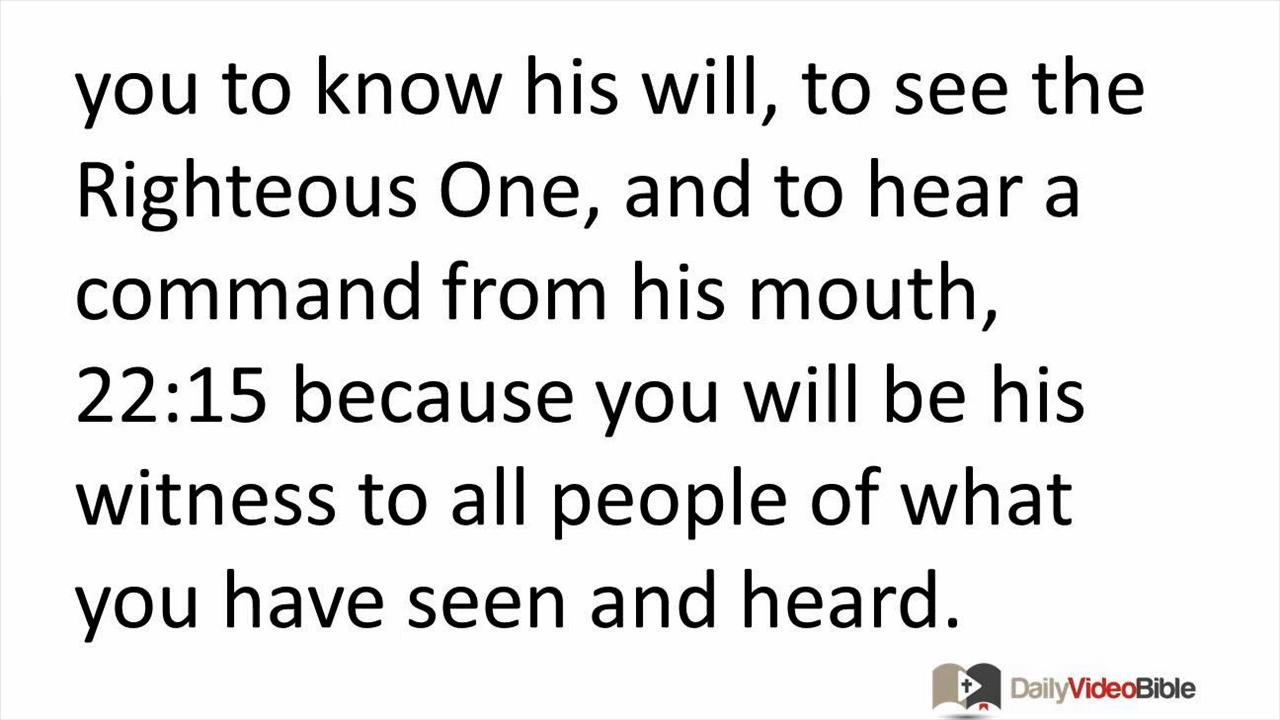 you to know his will, to see the
Righteous One, and to hear a
command from his mouth,
22:15 because you will be his
witness to all people of what
you have seen and heard.
DailyVideoBible